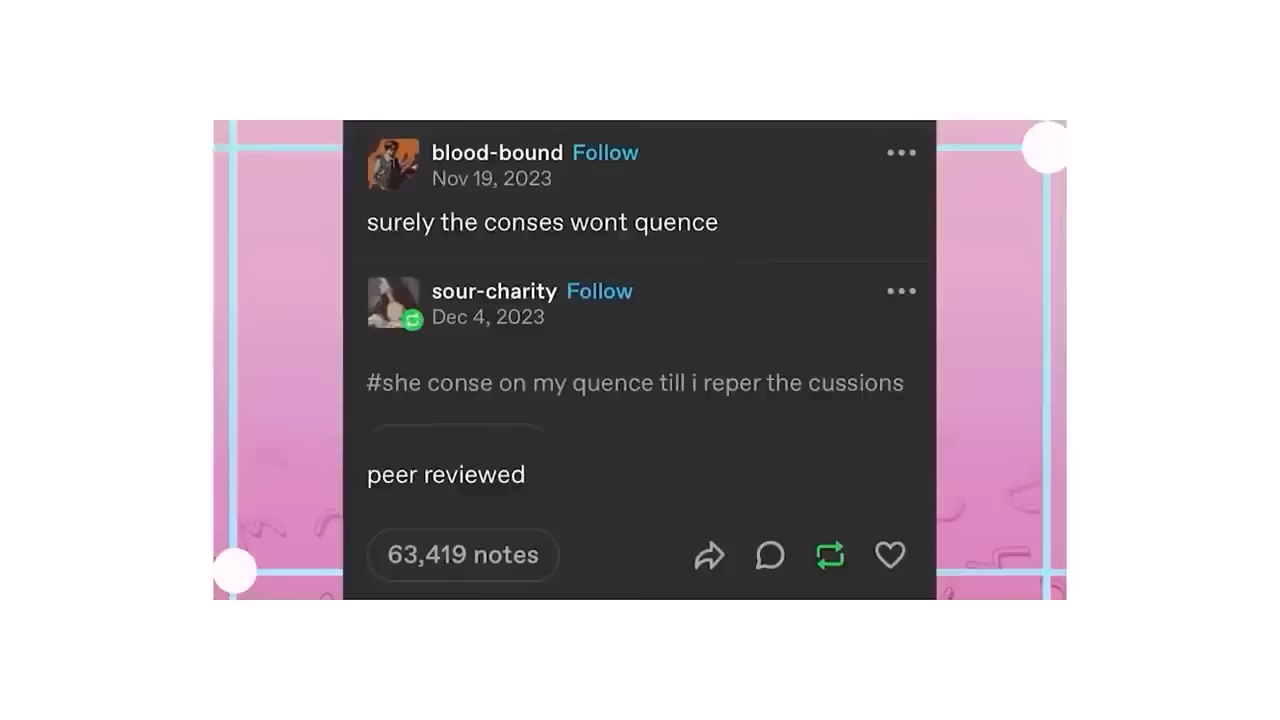 blood-bound Follow
Nov 19, 2023
surely the conses wont quence
sour-charity Follow
Dec 4, 2023
#she conse on my quence till i reper the cussions
peer reviewed
63,419 notes